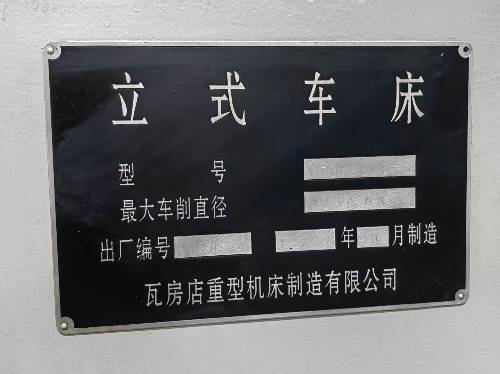 立式车床
型号
最大车削直径
出厂编号 年 月制造
瓦房店重型机床制造有限公司